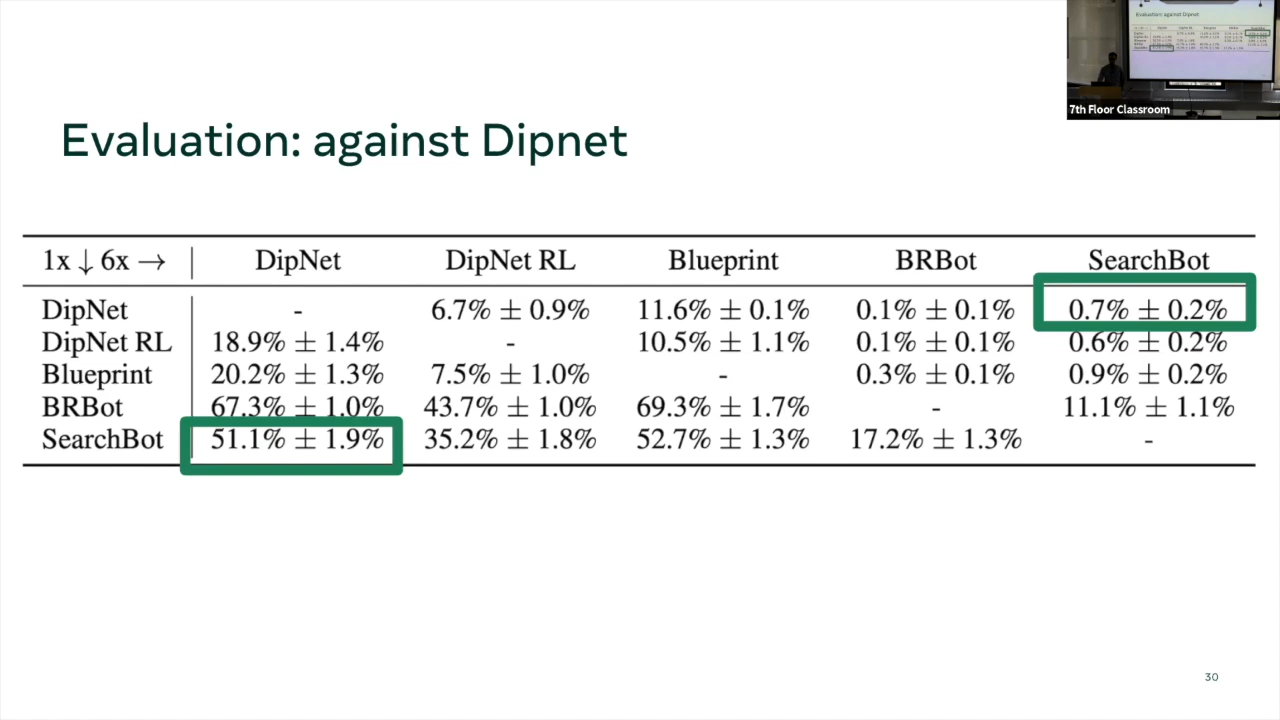 Evaluation: against Dipnet
7th Floor Classroom
Evaluation: against Dipnet
1x ↓ 6x → DipNet DipNet RL Blueprint BRBot SearchBot
DipNet - 6.7% ± 0.9% 11.6% ± 0.1% 0.1% ± 0.1% 0.7% ± 0.2%
DipNet RL 18.9% ± 1.4% - 10.5% ± 1.1% 0.1% ± 0.1% 0.6% ± 0.2%
Blueprint 20.2% ± 1.3% 7.5% ± 1.0% - 0.3% ± 0.1% 0.9% ± 0.2%
BRBot 67.3% ± 1.0% 43.7% ± 1.0% 69.3% ± 1.7% - 11.1% ± 1.1%
SearchBot 51.1% ± 1.9% 35.2% ± 1.8% 52.7% ± 1.3% 17.2% ± 1.3% -
30